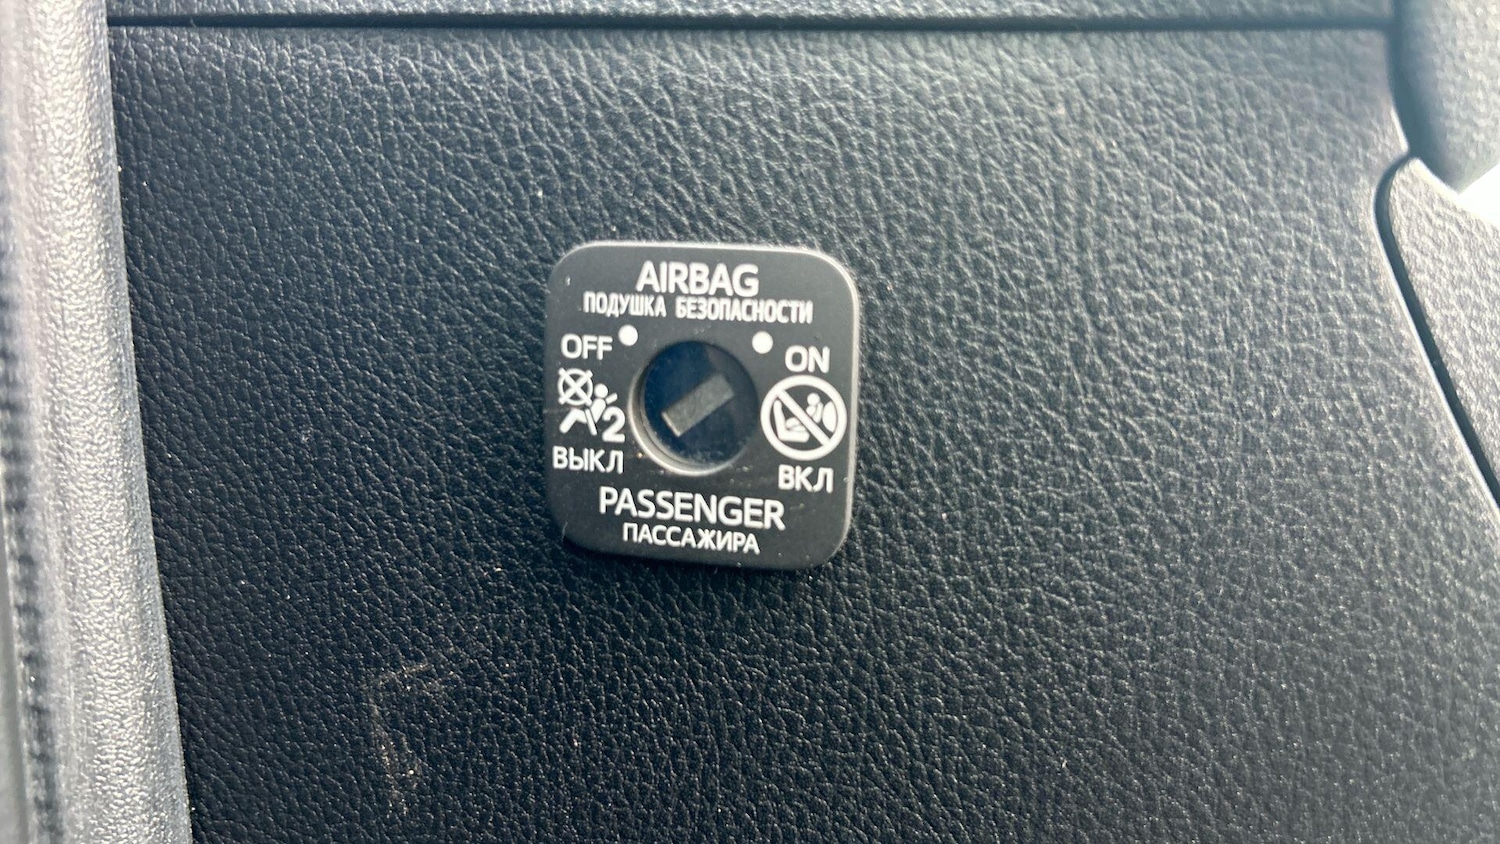 AIRBAG
ПОДУШКА БЕЗОПАСНОСТИ
OFF
ON
2
ВЫКЛ
ВКЛ
PASSENGER
ПАССАЖИРА